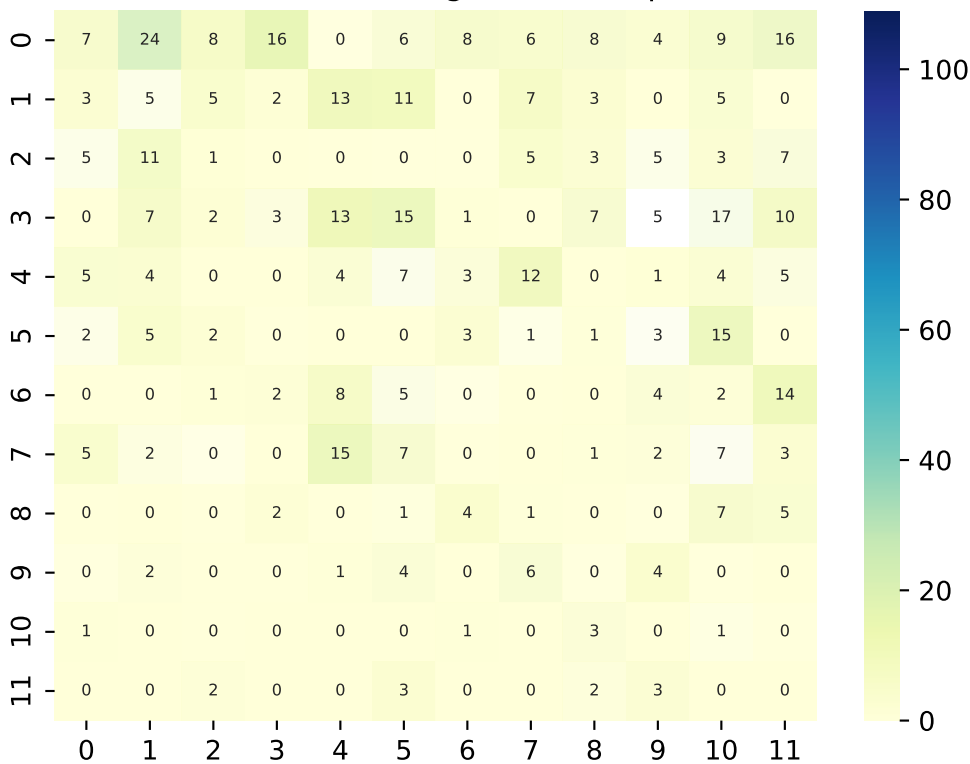 0 7 24 8 16 0 6 8 6 8 4 9 16
1 3 5 5 2 13 11 0 7 3 0 5 0
2 5 11 1 0 0 0 0 5 3 5 3 7
3 0 7 2 3 13 15 1 0 7 5 17 10
4 5 4 0 0 4 7 3 12 0 1 4 5
5 2 5 2 0 0 0 3 1 1 3 15 0
6 0 0 1 2 8 5 0 0 0 4 2 14
7 5 2 0 0 15 7 0 0 1 2 7 3
8 0 0 0 2 0 1 4 1 0 0 7 5
9 0 2 0 0 1 4 0 6 0 4 0 0
10 1 0 0 0 0 0 1 0 3 0 1 0
11 0 0 2 0 0 3 0 0 2 3 0 0
0 1 2 3 4 5 6 7 8 9 10 11
100
80
60
40
20
0